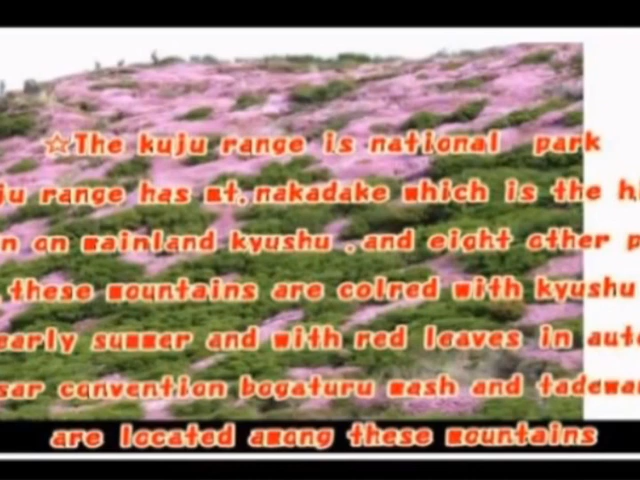 ☆The kuju range is national park
ju range has mt.nakadake which is the h
n on mainland kyushu .and eight other p
,these mountains are colred with kyushu
early summer and with red leaves in aut
sar convention bogaturu mash and tadewa
are located among these mountains